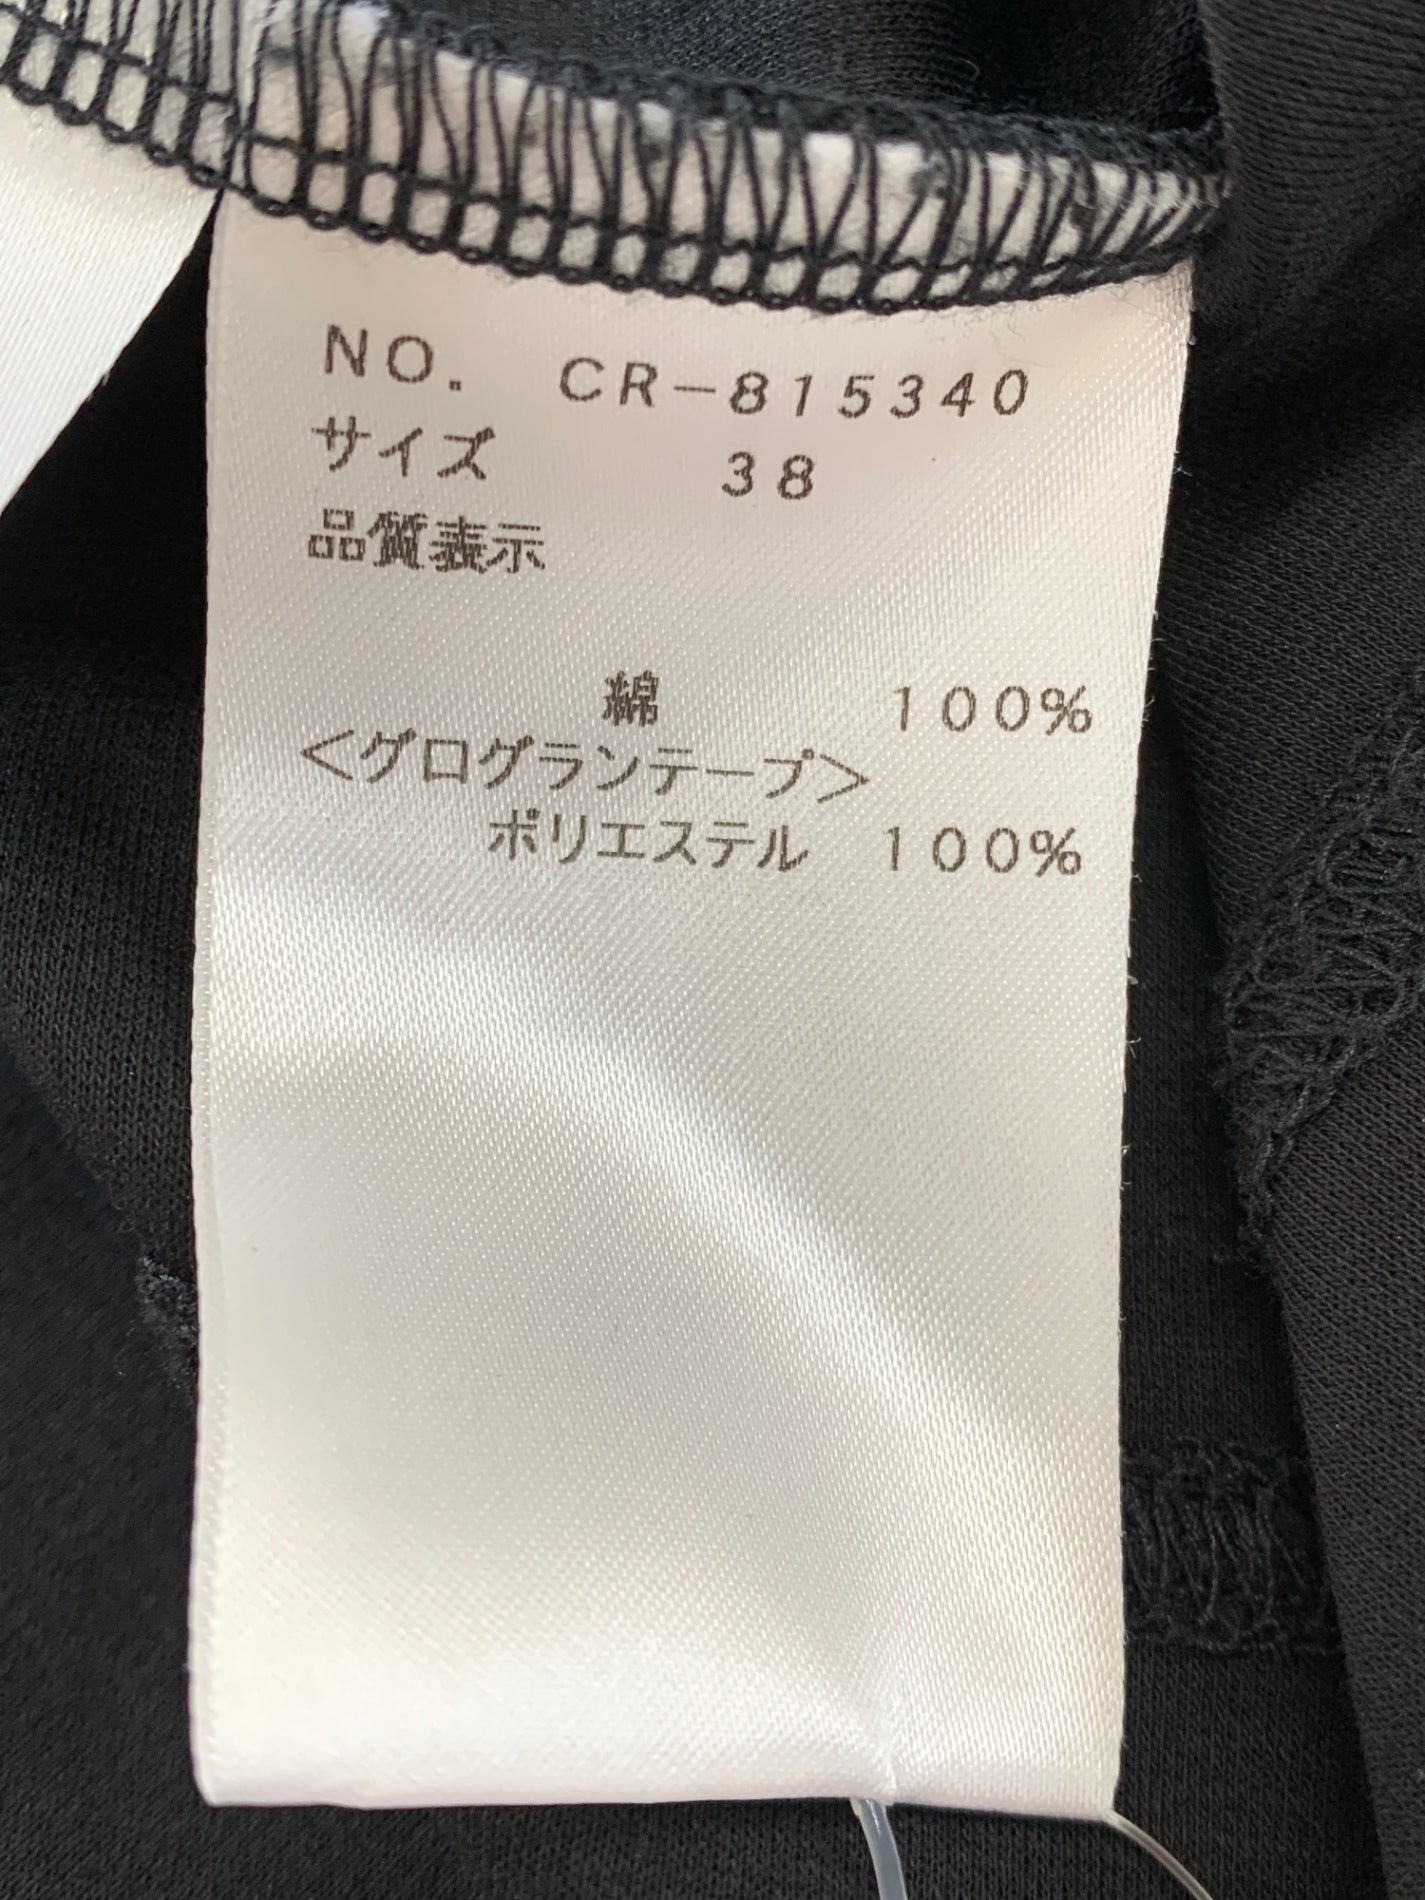 NO. CR-815340
サイズ 38
品質表示
綿 100%
<グログランテープ>
ポリエステル 100%